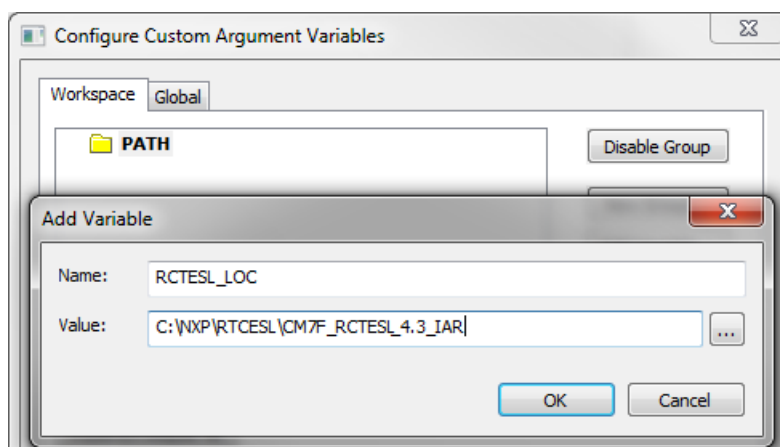 Configure Custom Argument Variables
Workspace
Global
PATH
Disable Group
Add Variable
Name:
RCTESL_LOC
Value:
C:\NXP\RTCESL\CM7F_RCTESL_4.3_IAR
...
OK
Cancel